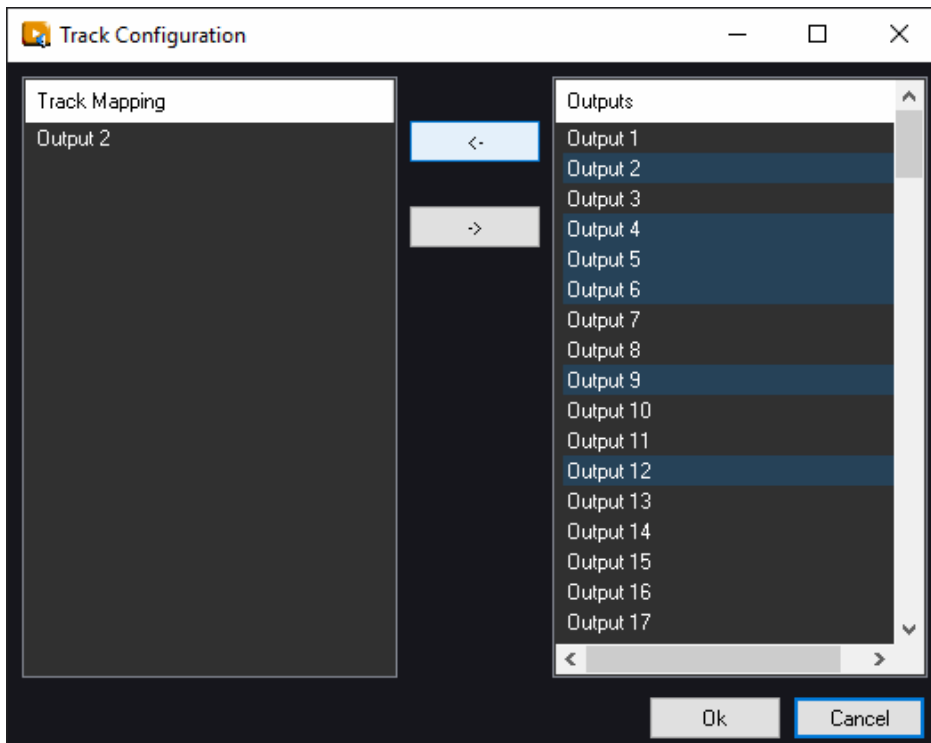 Track Configuration
Track Mapping
Output 2
<-
->
Outputs
Output 1
Output 2
Output 3
Output 4
Output 5
Output 6
Output 7
Output 8
Output 9
Output 10
Output 11
Output 12
Output 13
Output 14
Output 15
Output 16
Output 17
Ok
Cancel